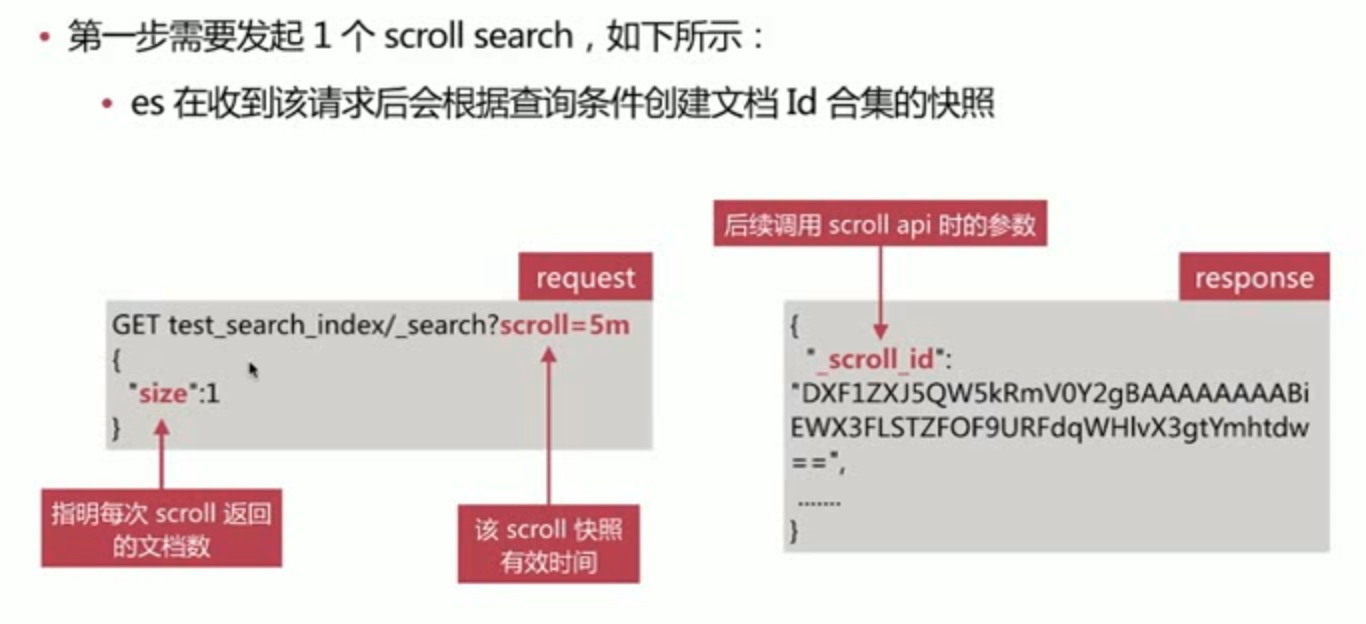 • 第一步需要发起 1 个 scroll search，如下所示：
• es 在收到该请求后会根据查询条件创建文档 Id 合集的快照
后续调用 scroll api 时的参数
request
GET test_search_index/_search?scroll=5m
{
"size":1
}
指明每次 scroll 返回
的文档数
该 scroll 快照
有效时间
response
{
"_scroll_id":
"DXF1ZXJ5QW5kRmV0Y2gBAAAAAAAABi
EWX3FLSTZFOF9URFdqWHlvX3gtYmhtdw
==",
.......
}